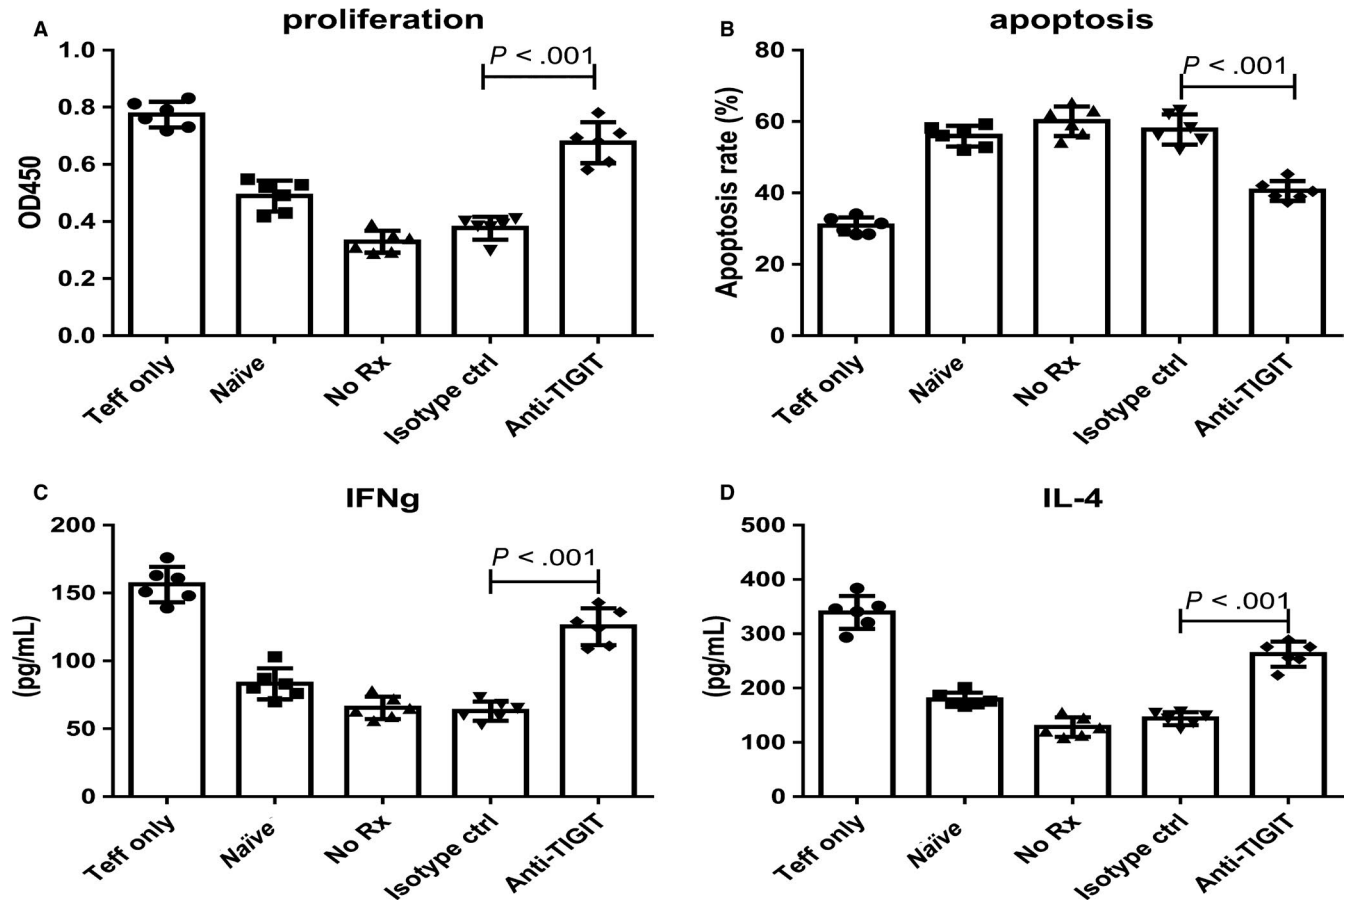 A
proliferation
P < .001
1.0
0.8
0.6
0.4
0.2
0.0
OD450
Teff only
Naïve
No Rx
Isotype ctrl
Anti-TIGIT
B
apoptosis
P < .001
80
60
40
20
0
Apoptosis rate (%)
Teff only
Naïve
No Rx
Isotype ctrl
Anti-TIGIT
C
IFNg
P < .001
200
150
100
50
0
(pg/mL)
Teff only
Naïve
No Rx
Isotype ctrl
Anti-TIGIT
D
IL-4
P < .001
500
400
300
200
100
0
(pg/mL)
Teff only
Naïve
No Rx
Isotype ctrl
Anti-TIGIT